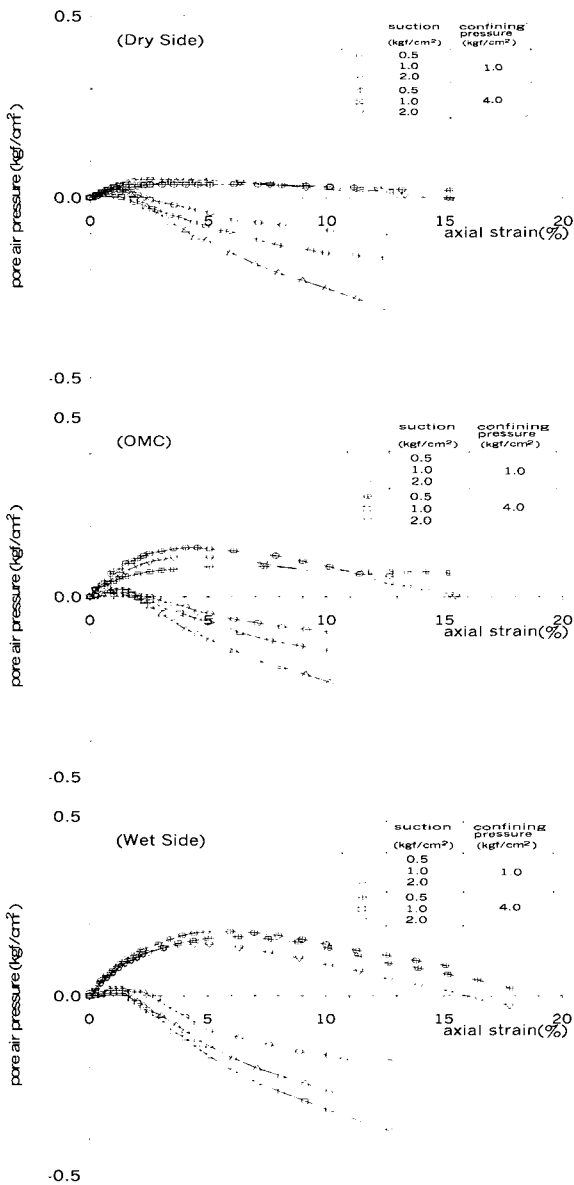 0.5
(Dry Side)
suction confining pressure
(kgf/cm²) (kgf/cm²)
0.5
1.0 1.0
2.0
0.5
1.0 4.0
2.0
pore air pressure (kgf/cm²)
0.0
0 5 10 15 20
axial strain(%)
-0.5
0.5
(OMC)
suction confining pressure
(kgf/cm²) (kgf/cm²)
0.5
1.0 1.0
2.0
0.5
1.0 4.0
2.0
pore air pressure (kgf/cm²)
0.0
0 5 10 15 20
axial strain(%)
-0.5
0.5
(Wet Side)
suction confining pressure
(kgf/cm²) (kgf/cm²)
0.5
1.0 1.0
2.0
0.5
1.0 4.0
2.0
pore air pressure (kgf/cm²)
0.0
0 5 10 15 20
axial strain(%)
-0.5